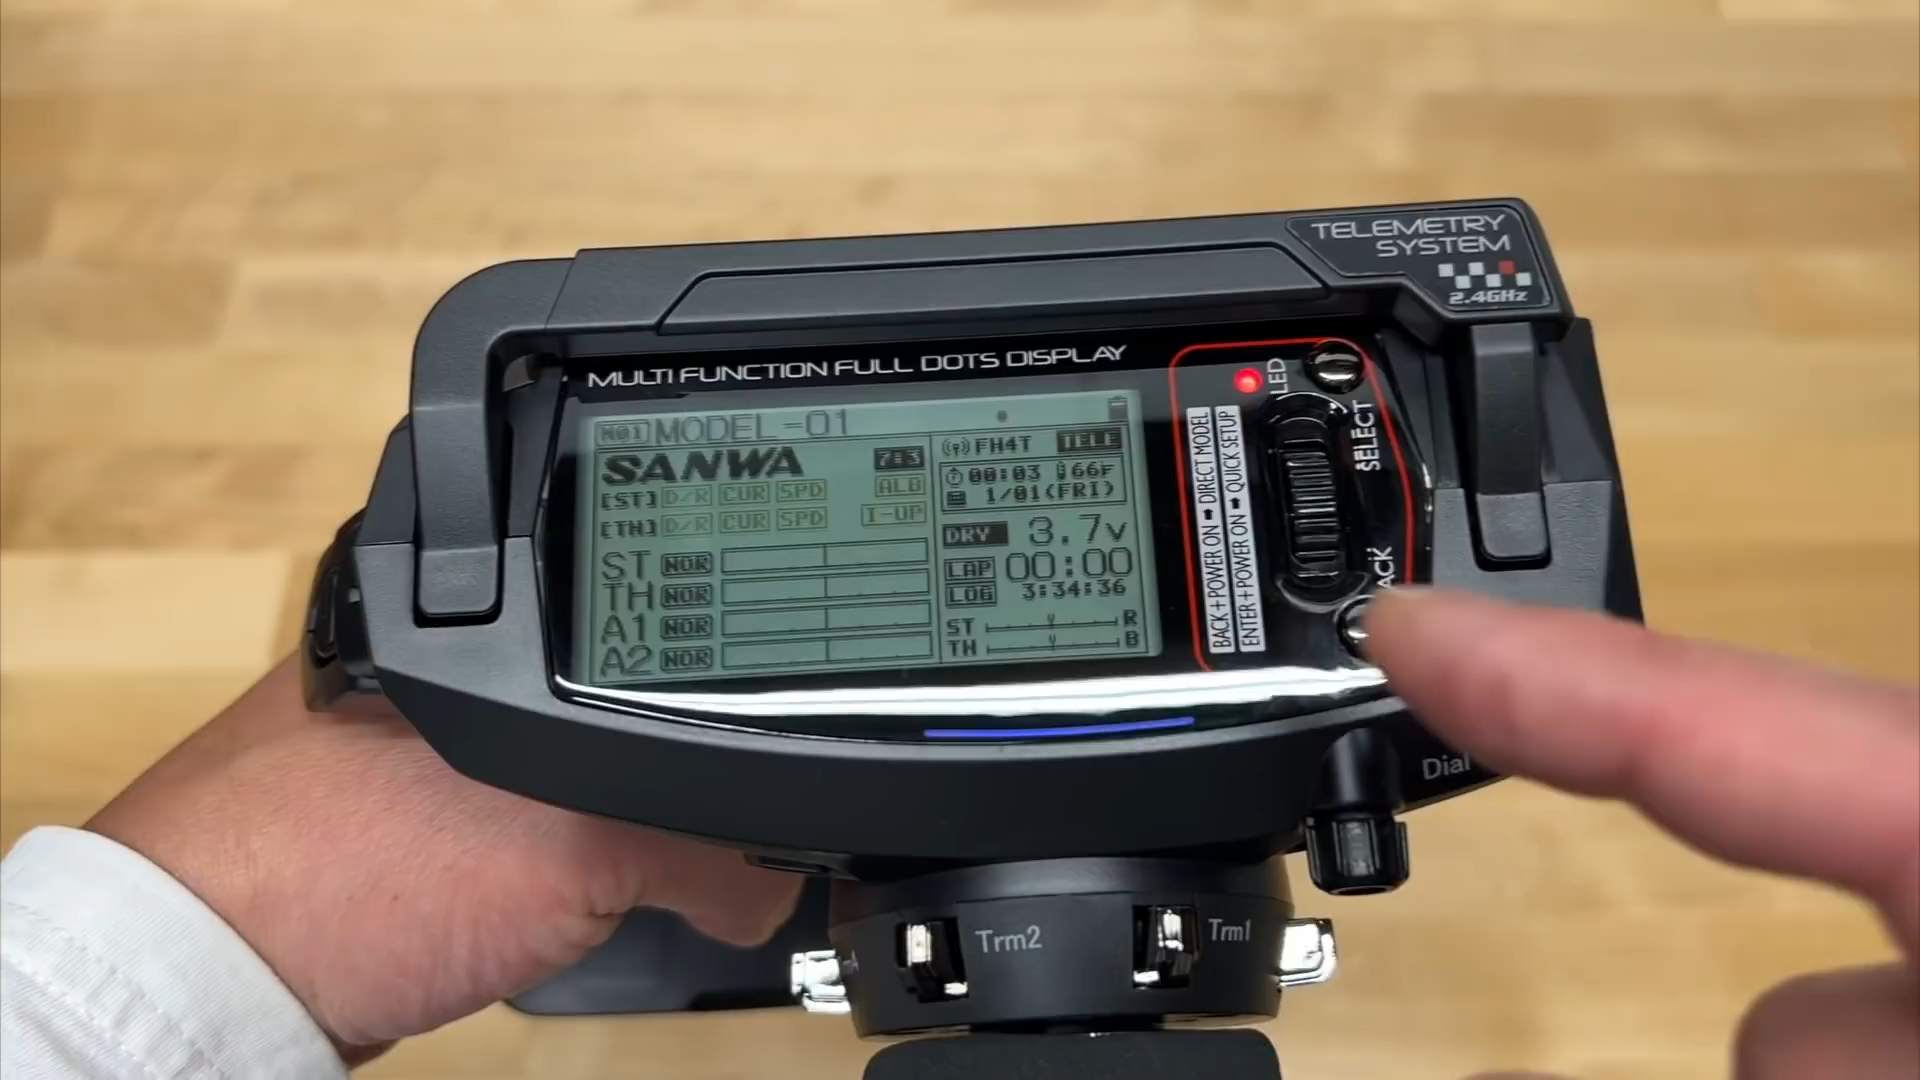 TELEMETRY
SYSTEM
2.4GHz
MULTI FUNCTION FULL DOTS DISPLAY
M01 MODEL-01
SANWA 7:3
[ST] D/R CUR SPD ALB
[TH] D/R CUR SPD I-UP
ST NOR
TH NOR
A1 NOR
A2 NOR
FH4T TELE
00:03 66F
1/01(FRI)
DRY 3.7v
LAP 00:00
LOG 3:34:36
ST R
TH B
BACK+POWER ON ➡ DIRECT MODEL
ENTER+POWER ON ➡ QUICK SETUP
LED
SELECT
ACK
Dial
Trm2
Trm1